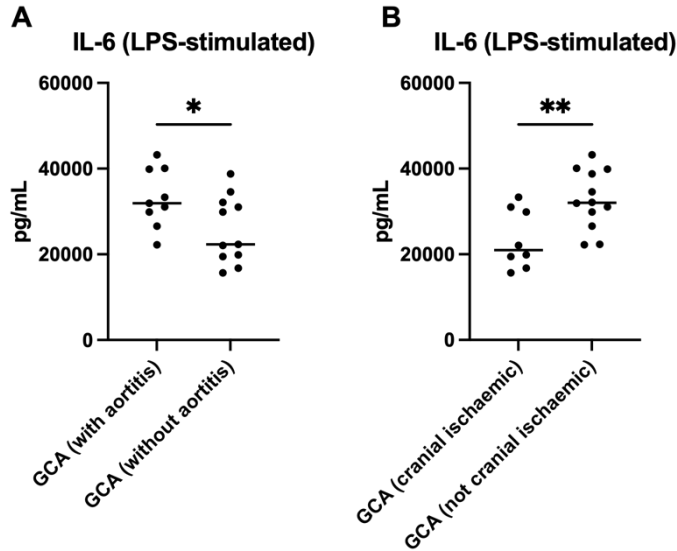 A
IL-6 (LPS-stimulated)
*
60000
40000
20000
0
pg/mL
GCA (with aortitis)
GCA (without aortitis)
B
IL-6 (LPS-stimulated)
**
60000
40000
20000
0
pg/mL
GCA (cranial ischaemic)
GCA (not cranial ischaemic)